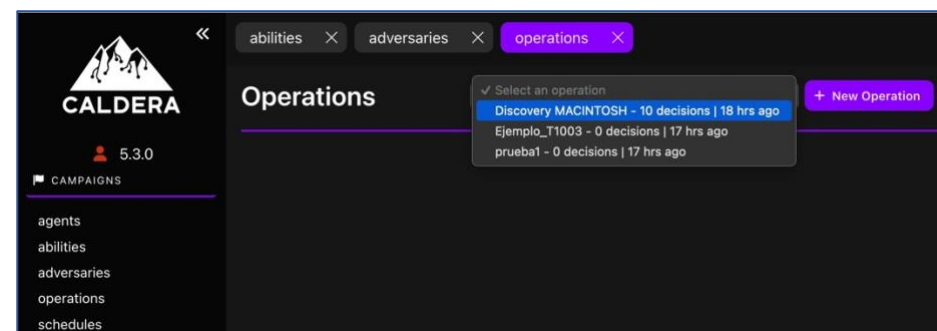 abilities
adversaries
operations
CALDERA
5.3.0
CAMPAIGNS
agents
abilities
adversaries
operations
schedules
Operations
✓ Select an operation
Discovery MACINTOSH - 10 decisions | 18 hrs ago
Ejemplo_T1003 - 0 decisions | 17 hrs ago
prueba1 - 0 decisions | 17 hrs ago
+ New Operation